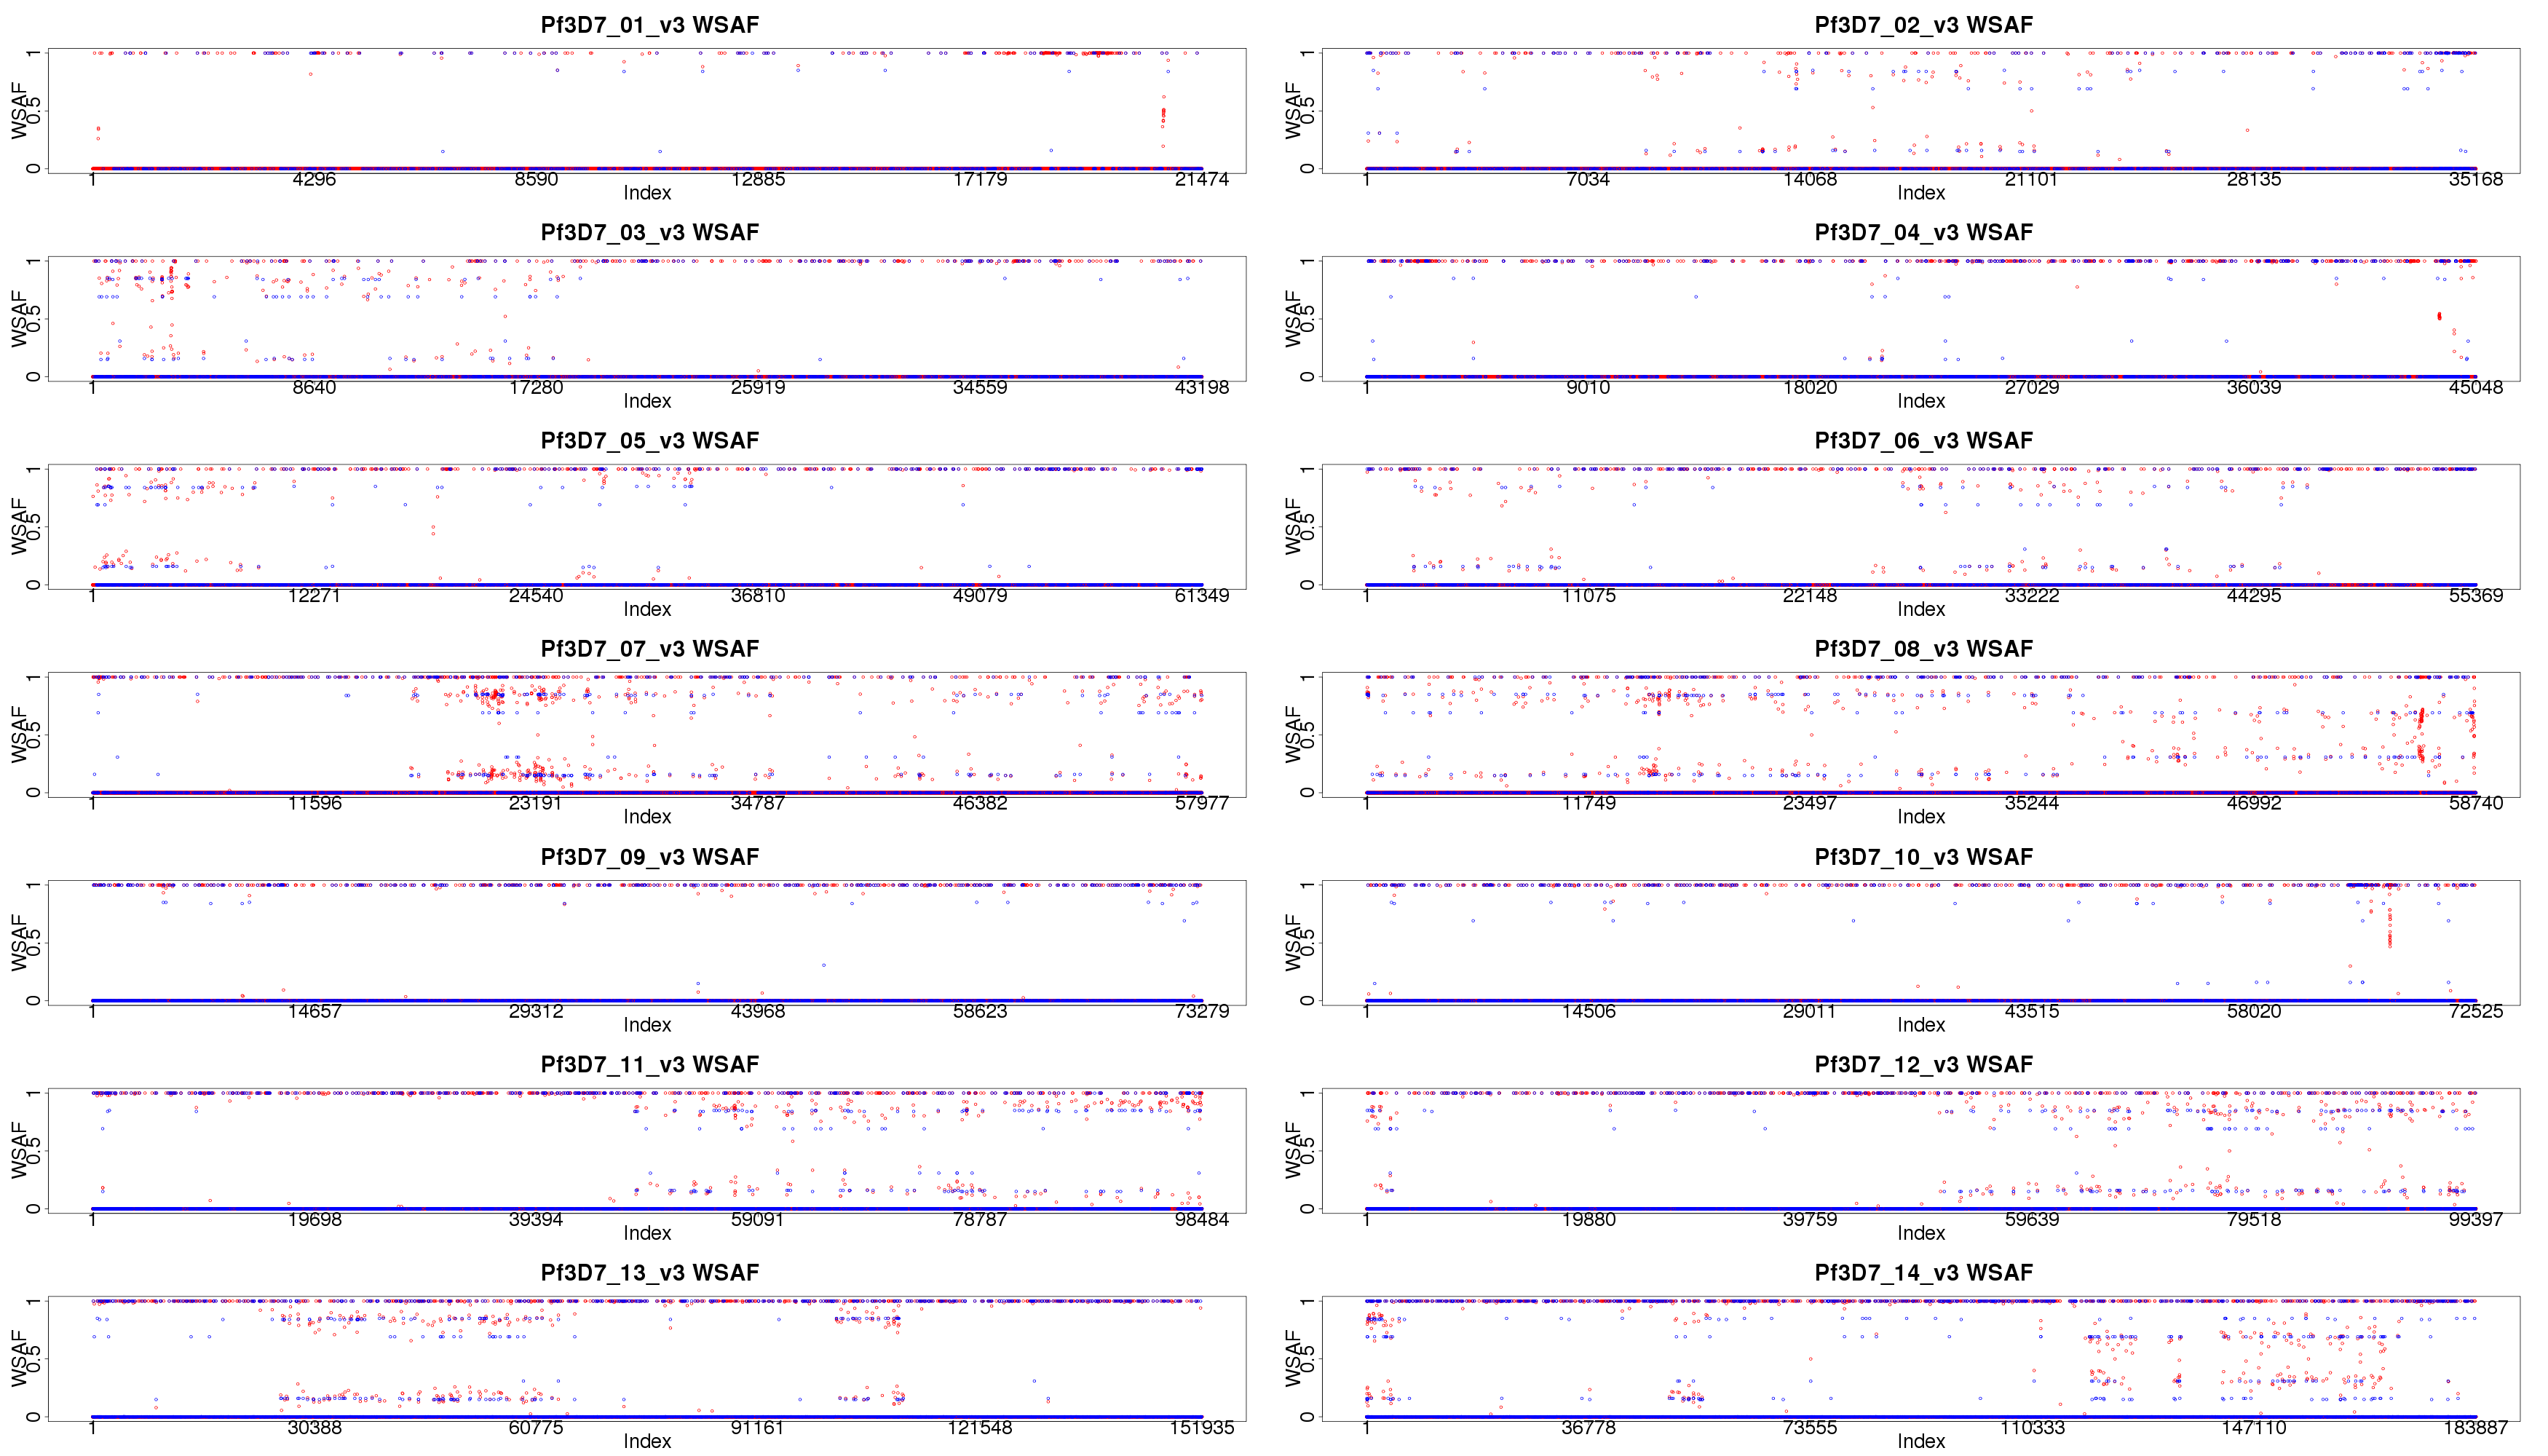 Pf3D7_01_v3 WSAF
WSAF
1
0.5
0
1 4296 8590 12885 17179 21474
Index
Pf3D7_02_v3 WSAF
WSAF
1
0.5
0
1 7034 14068 21101 28135 35168
Index
Pf3D7_03_v3 WSAF
WSAF
1
0.5
0
1 8640 17280 25919 34559 43198
Index
Pf3D7_04_v3 WSAF
WSAF
1
0.5
0
1 9010 18020 27029 36039 45048
Index
Pf3D7_05_v3 WSAF
WSAF
1
0.5
0
1 12271 24540 36810 49079 61349
Index
Pf3D7_06_v3 WSAF
WSAF
1
0.5
0
1 11075 22148 33222 44295 55369
Index
Pf3D7_07_v3 WSAF
WSAF
1
0.5
0
1 11596 23191 34787 46382 57977
Index
Pf3D7_08_v3 WSAF
WSAF
1
0.5
0
1 11749 23497 35244 46992 58740
Index
Pf3D7_09_v3 WSAF
WSAF
1
0.5
0
1 14657 29312 43968 58623 73279
Index
Pf3D7_10_v3 WSAF
WSAF
1
0.5
0
1 14506 29011 43515 58020 72525
Index
Pf3D7_11_v3 WSAF
WSAF
1
0.5
0
1 19698 39394 59091 78787 98484
Index
Pf3D7_12_v3 WSAF
WSAF
1
0.5
0
1 19880 39759 59639 79518 99397
Index
Pf3D7_13_v3 WSAF
WSAF
1
0.5
0
1 30388 60775 91161 121548 151935
Index
Pf3D7_14_v3 WSAF
WSAF
1
0.5
0
1 36778 73555 110333 147110 183887
Index